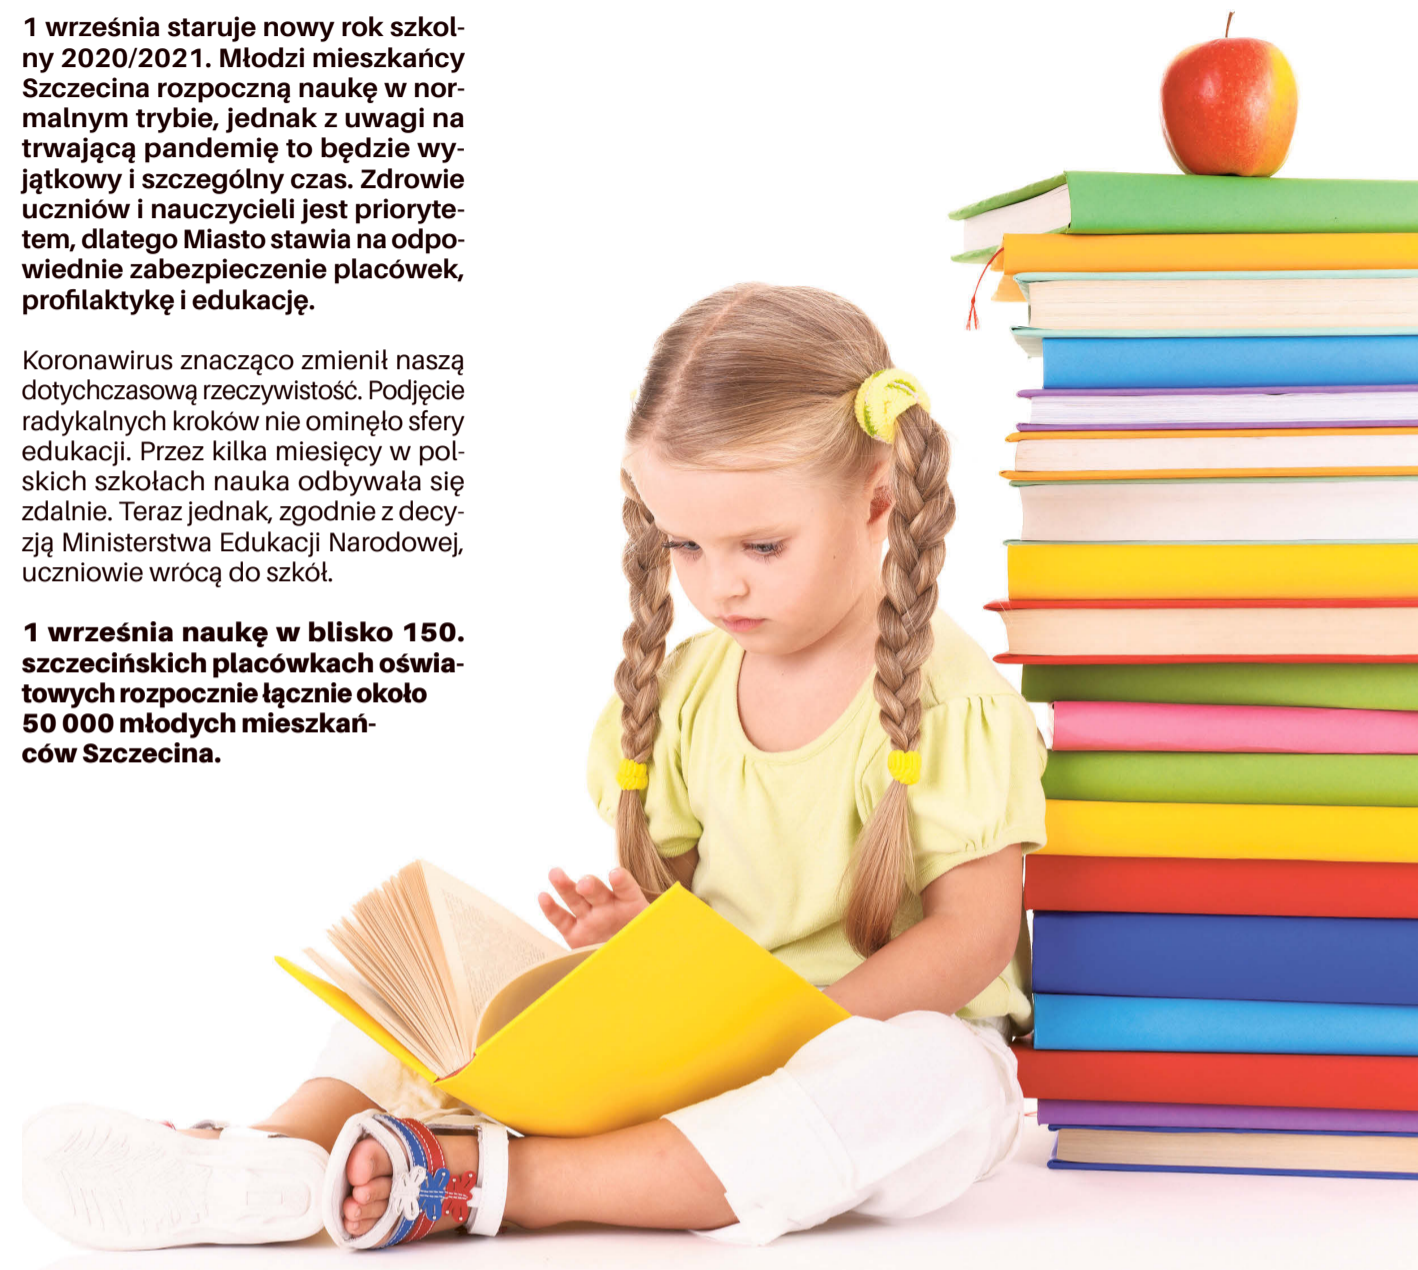 1 września staruje nowy rok szkol-
ny 2020/2021. Młodzi mieszkańcy
Szczecina rozpoczną naukę w nor-
malnym trybie, jednak z uwagi na
trwającą pandemię to będzie wy-
jątkowy i szczególny czas. Zdrowie
uczniów i nauczycieli jest prioryte-
tem, dlatego Miasto stawia na odpo-
wiednie zabezpieczenie placówek,
profilaktykę i edukację.
Koronawirus znacząco zmienił naszą
dotychczasową rzeczywistość. Podjęcie
radykalnych kroków nie ominęło sfery
edukacji. Przez kilka miesięcy w pol-
skich szkołach nauka odbywała się
zdalnie. Teraz jednak, zgodnie z decy-
zją Ministerstwa Edukacji Narodowej,
uczniowie wrócą do szkół.
1 września naukę w blisko 150.
szczecińskich placówkach oświa-
towych rozpocznie łącznie około
50 000 młodych mieszkań-
ców Szczecina.